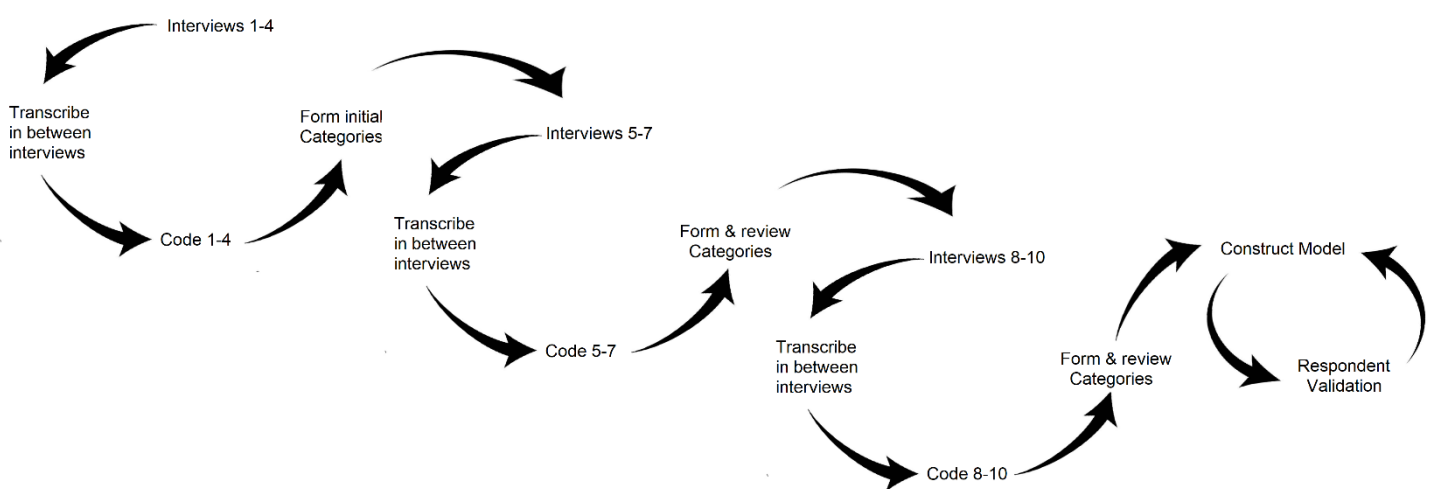 Interviews 1-4
Transcribe
in between
interviews
Code 1-4
Form initial
Categories
Interviews 5-7
Transcribe
in between
interviews
Code 5-7
Form & review
Categories
Interviews 8-10
Transcribe
in between
interviews
Code 8-10
Form & review
Categories
Construct Model
Respondent
Validation